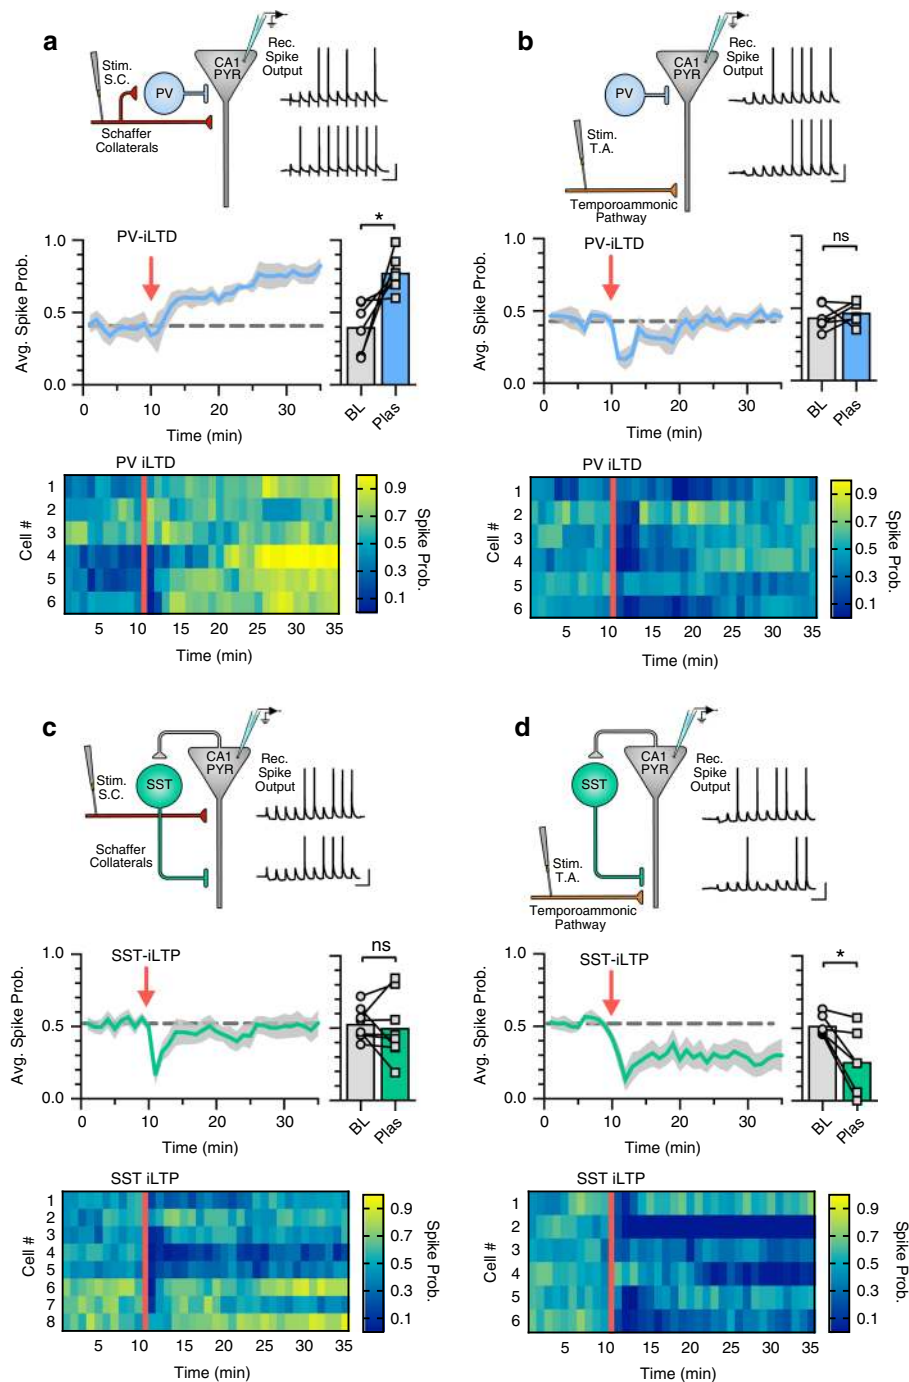 a
Stim.
S.C.
PV
CA1
PYR
Rec.
Spike
Output
Schaffer
Collaterals
PV-iLTD
*
1.0
0.5
0.0
Avg. Spike Prob.
0
10
20
30
Time (min)
BL
Plas
PV iLTD
Cell #
1
2
3
4
5
6
5
10
15
20
25
30
35
Time (min)
0.9
0.7
0.5
0.3
0.1
Spike Prob.
b
PV
CA1
PYR
Rec.
Spike
Output
Stim.
T.A.
Temporoammonic
Pathway
PV-iLTD
ns
1.0
0.5
0.0
Avg. Spike Prob.
0
10
20
30
Time (min)
BL
Plas
PV iLTD
Cell #
1
2
3
4
5
6
5
10
15
20
25
30
35
Time (min)
0.9
0.7
0.5
0.3
0.1
Spike Prob.
c
Stim.
S.C.
SST
CA1
PYR
Rec.
Spike
Output
Schaffer
Collaterals
SST-iLTP
ns
1.0
0.5
0.0
Avg. Spike Prob.
0
10
20
30
Time (min)
BL
Plas
SST iLTP
Cell #
1
2
3
4
5
6
7
8
5
10
15
20
25
30
35
Time (min)
0.9
0.7
0.5
0.3
0.1
Spike Prob.
d
SST
CA1
PYR
Rec.
Spike
Output
Stim.
T.A.
Temporoammonic
Pathway
SST-iLTP
*
1.0
0.5
0.0
Avg. Spike Prob.
0
10
20
30
Time (min)
BL
Plas
SST iLTP
Cell #
1
2
3
4
5
6
5
10
15
20
25
30
35
Time (min)
0.9
0.7
0.5
0.3
0.1
Spike Prob.